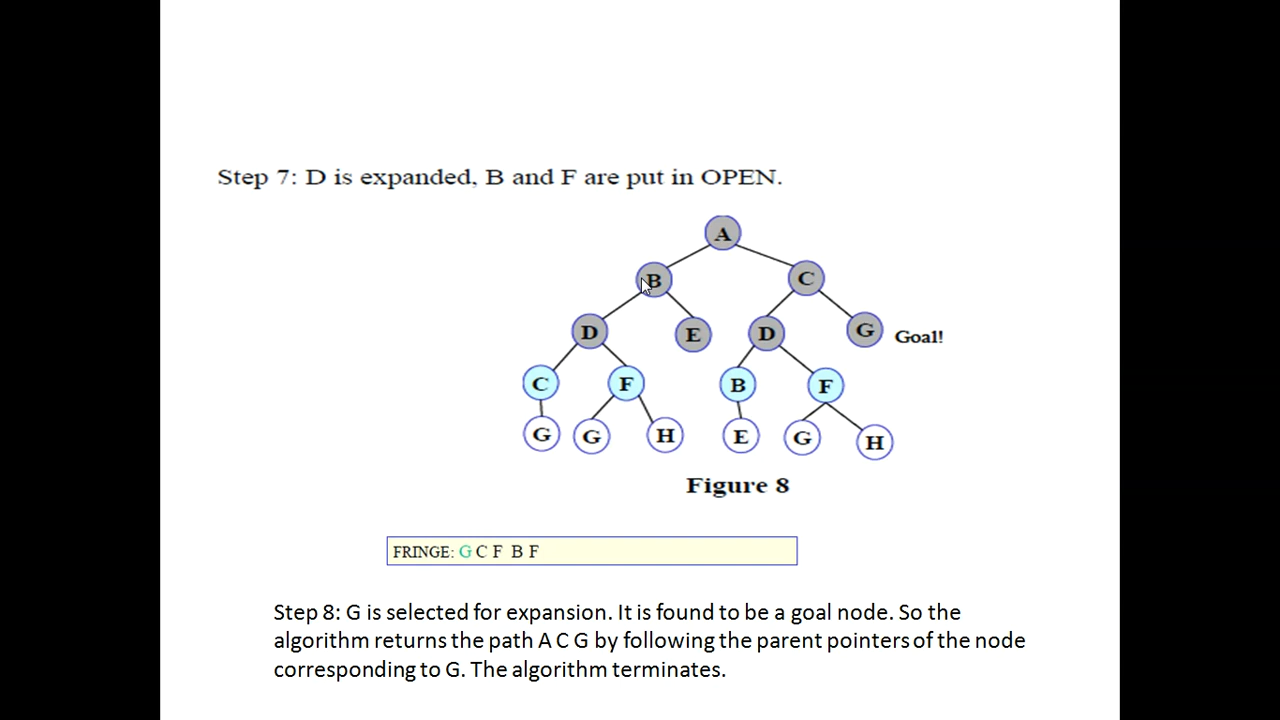 Step 7: D is expanded, B and F are put in OPEN.
A
B C
D E D G Goal!
C F B F
G G H E G H
Figure 8
FRINGE: G C F B F
Step 8: G is selected for expansion. It is found to be a goal node. So the
algorithm returns the path A C G by following the parent pointers of the node
corresponding to G. The algorithm terminates.